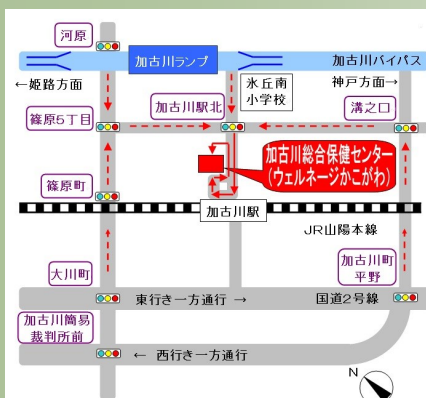 河原
加古川ランプ
加古川バイパス
←姫路方面
氷丘南
小学校
神戸方面→
加古川駅北
溝之口
篠原5丁目
加古川総合保健センター
(ウェルネージかこがわ)
篠原町
加古川駅
JR山陽本線
大川町
加古川町
平野
東行き一方通行 →
国道2号線
加古川簡易
裁判所前
← 西行き一方通行
N